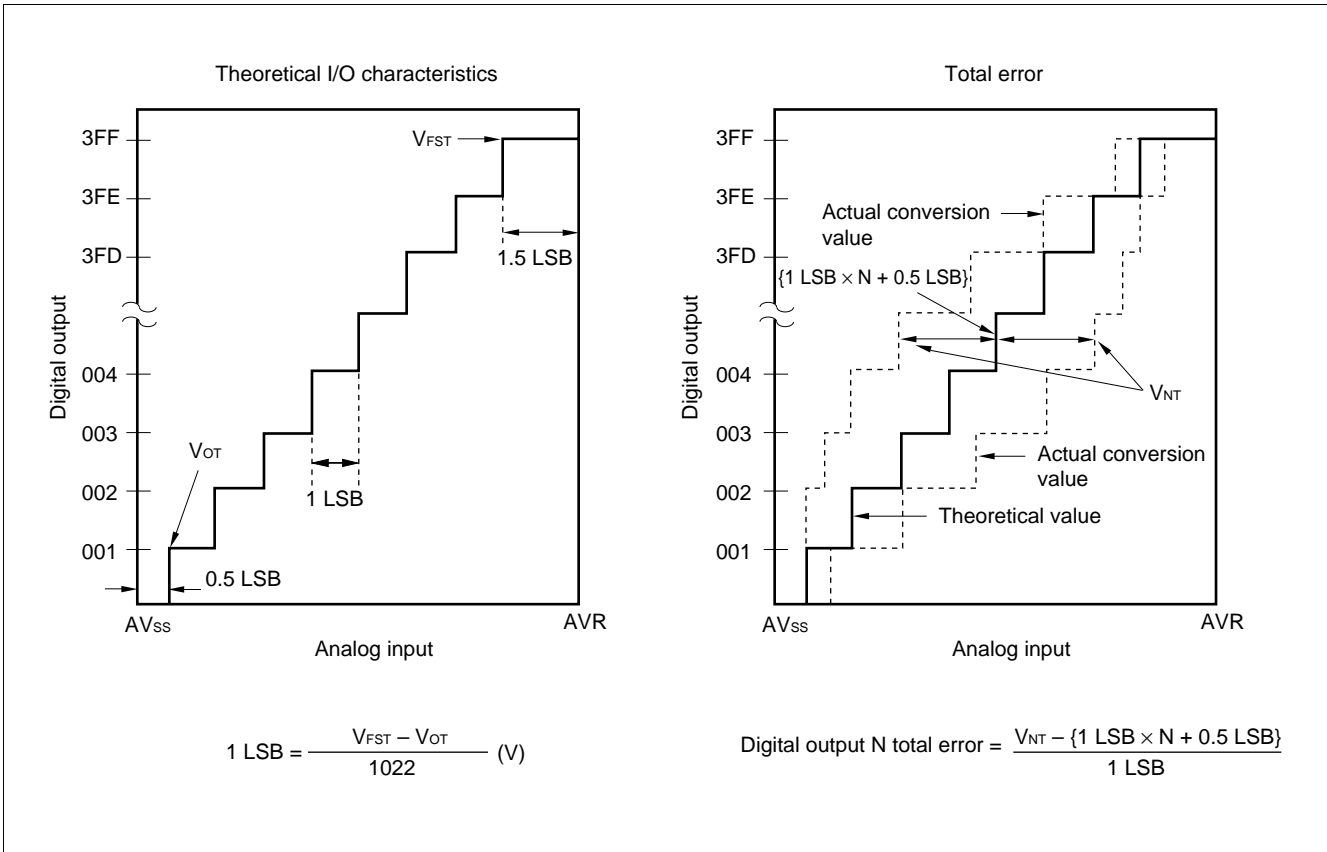 Theoretical I/O characteristics
3FF
3FE
3FD
004
003
002
001
Digital output
VFST
1.5 LSB
VOT
1 LSB
0.5 LSB
AVSS
AVR
Analog input
1 LSB = VFST – VOT / 1022 (V)
Total error
3FF
3FE
3FD
004
003
002
001
Digital output
Actual conversion
value
{1 LSB × N + 0.5 LSB}
VNT
Actual conversion
value
Theoretical value
AVSS
AVR
Analog input
Digital output N total error = VNT – {1 LSB × N + 0.5 LSB} / 1 LSB